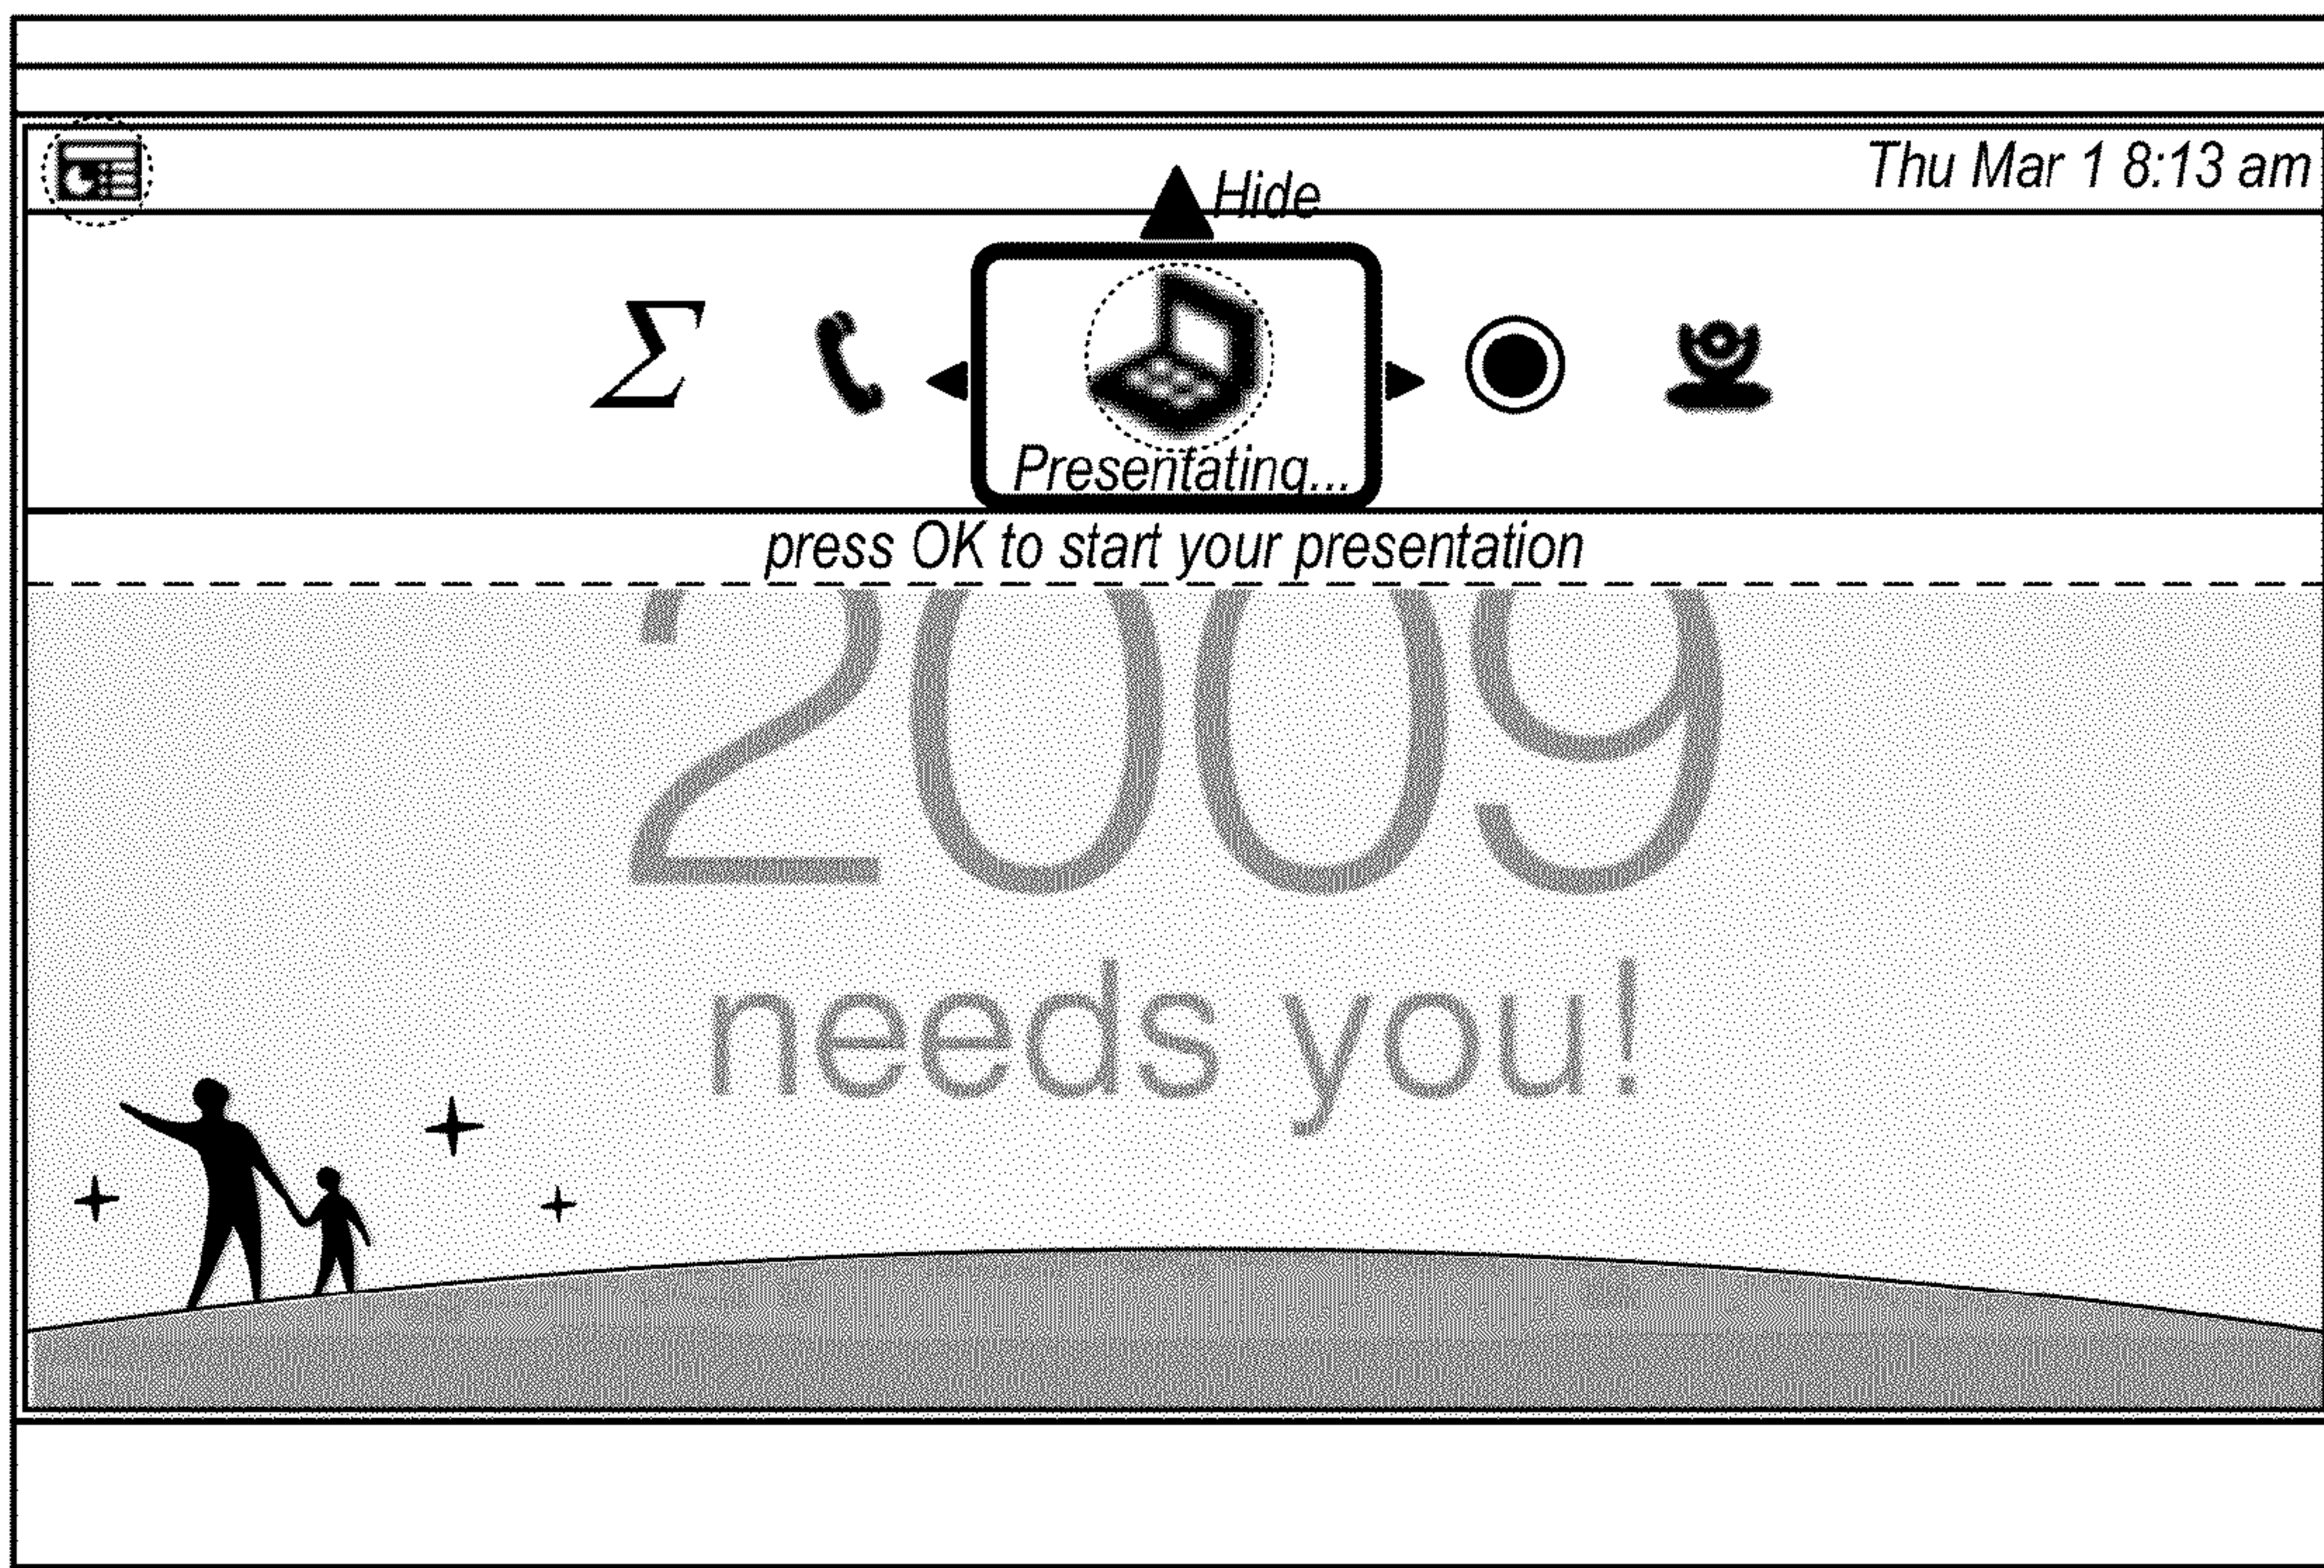 Thu Mar 1 8:13 am
Hide
Σ
Presentating...
press OK to start your presentation
2009
needs you!